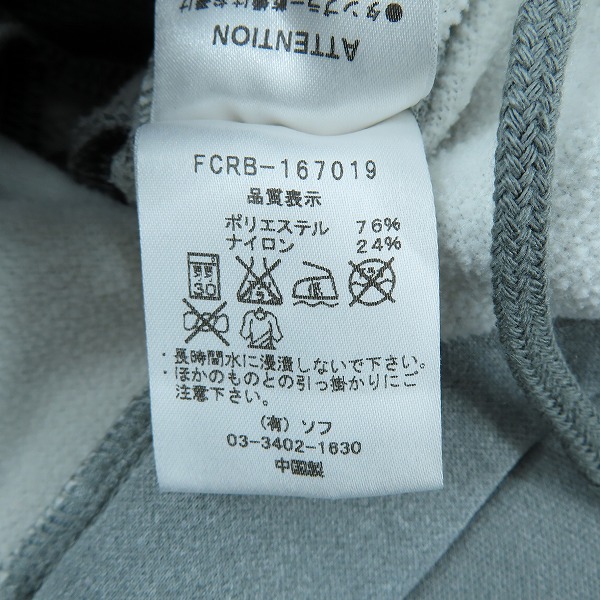 ATTENTION
FCRB-167019
品質表示
ポリエステル 76%
ナイロン 24%
30
・長時間水に浸漬しないで下さい。
・ほかのものとの引っ掛かりにご
注意下さい。
(有) ソフ
03-3402-1630
中国製